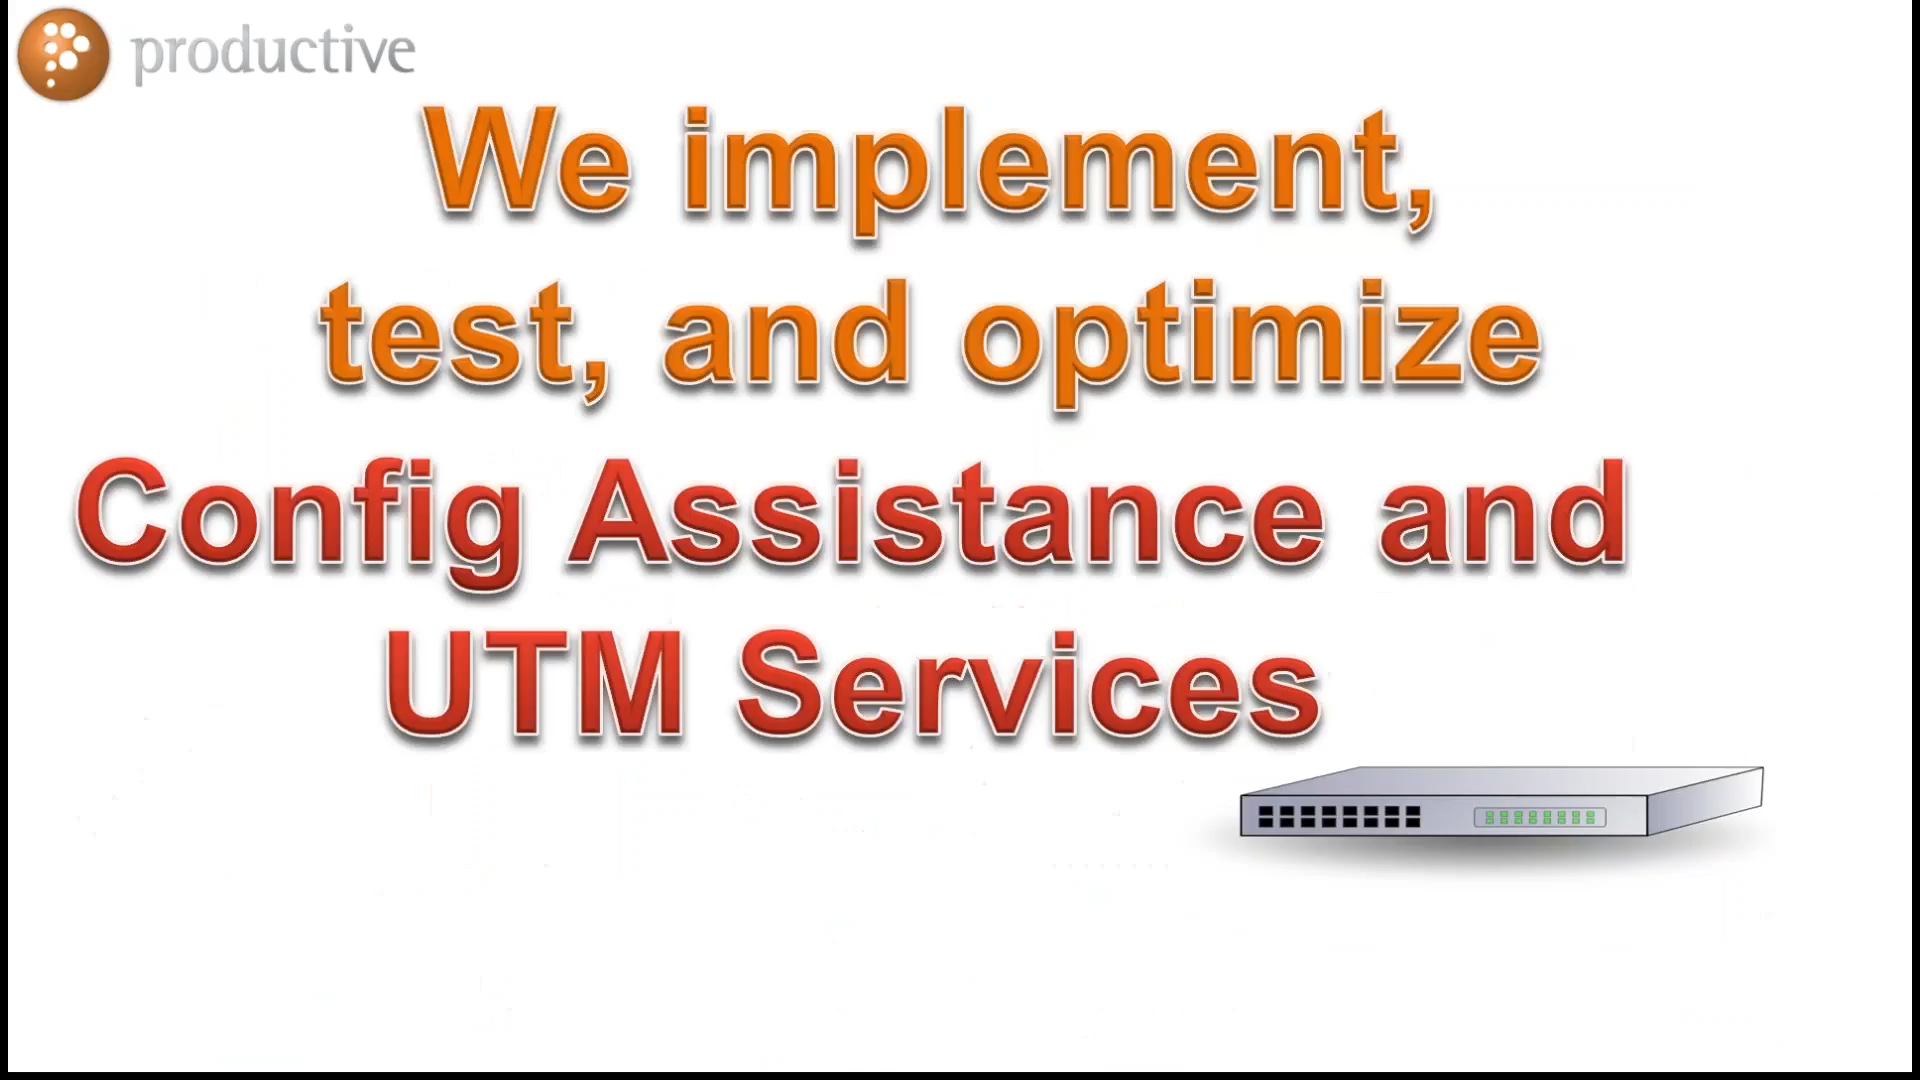 productive
We implement,
test, and optimize
Config Assistance and
UTM Services